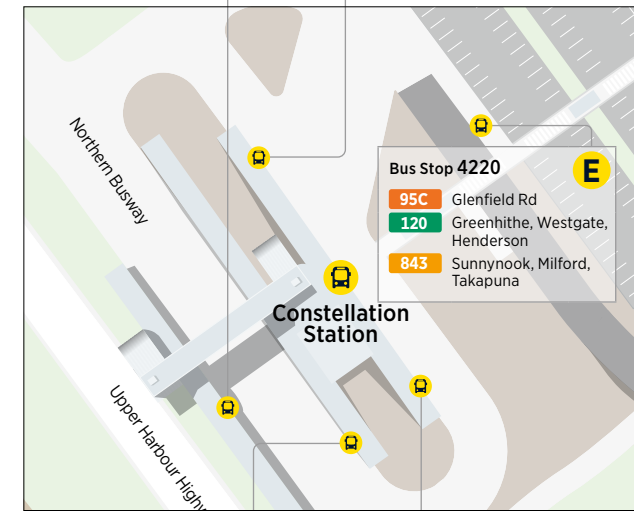 Northern Busway
Bus Stop 4220
E
95C Glenfield Rd
120 Greenhithe, Westgate,
Henderson
843 Sunnynook, Milford,
Takapuna
Constellation
Station
Upper Harbour Highw